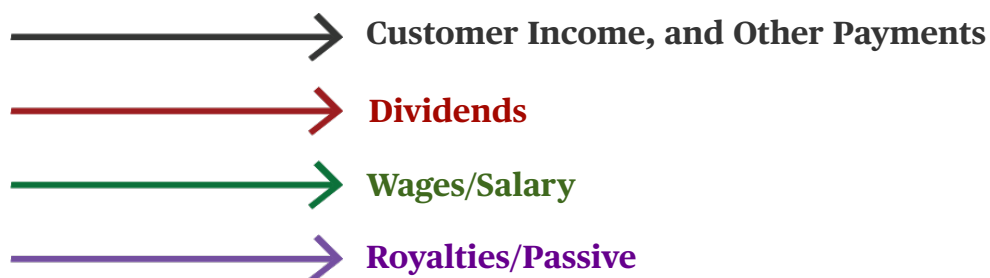 Customer Income, and Other Payments
Dividends
Wages/Salary
Royalties/Passive